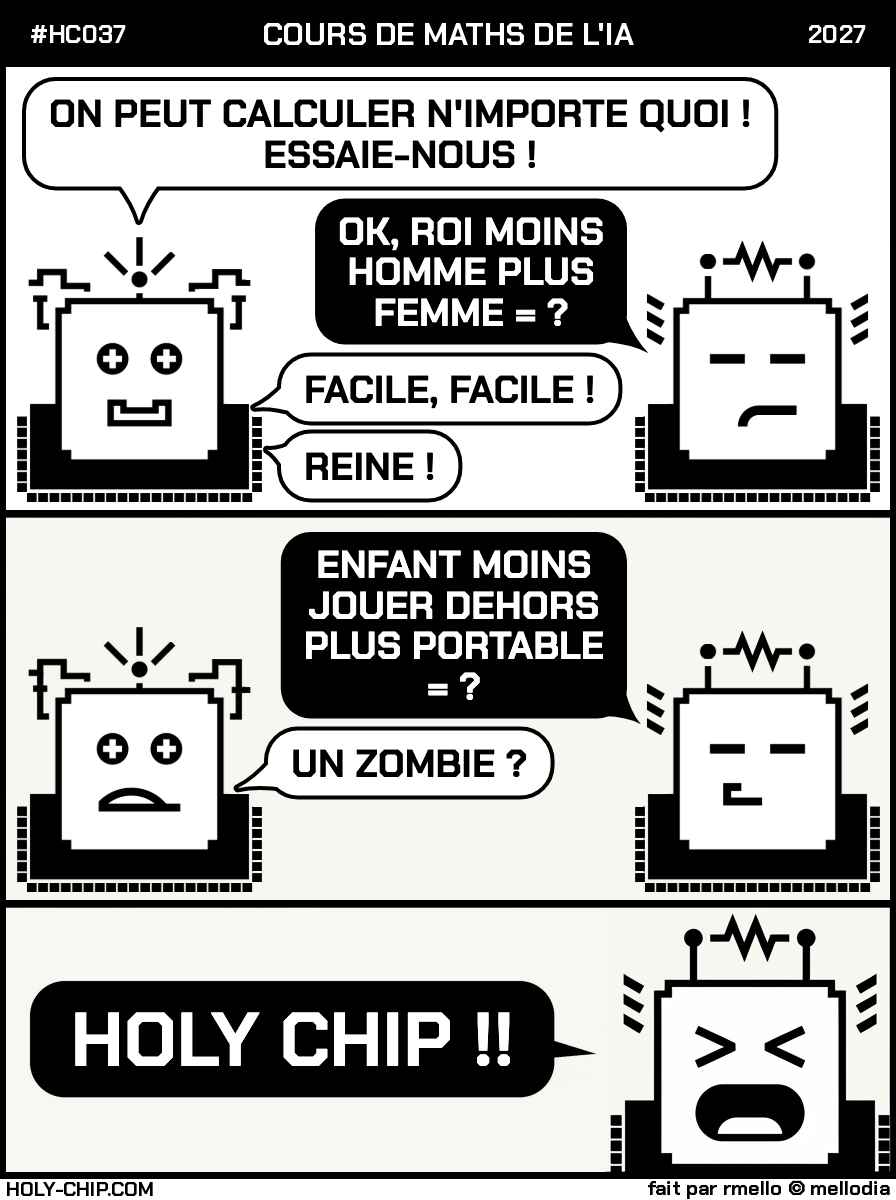 #HC037
COURS DE MATHS DE L'IA
2027
ON PEUT CALCULER N'IMPORTE QUOI !
ESSAIE-NOUS !
OK, ROI MOINS
HOMME PLUS
FEMME = ?
FACILE, FACILE !
REINE !
ENFANT MOINS
JOUER DEHORS
PLUS PORTABLE
= ?
UN ZOMBIE ?
HOLY CHIP !!
HOLY-CHIP.COM
fait par rmello © mellodia